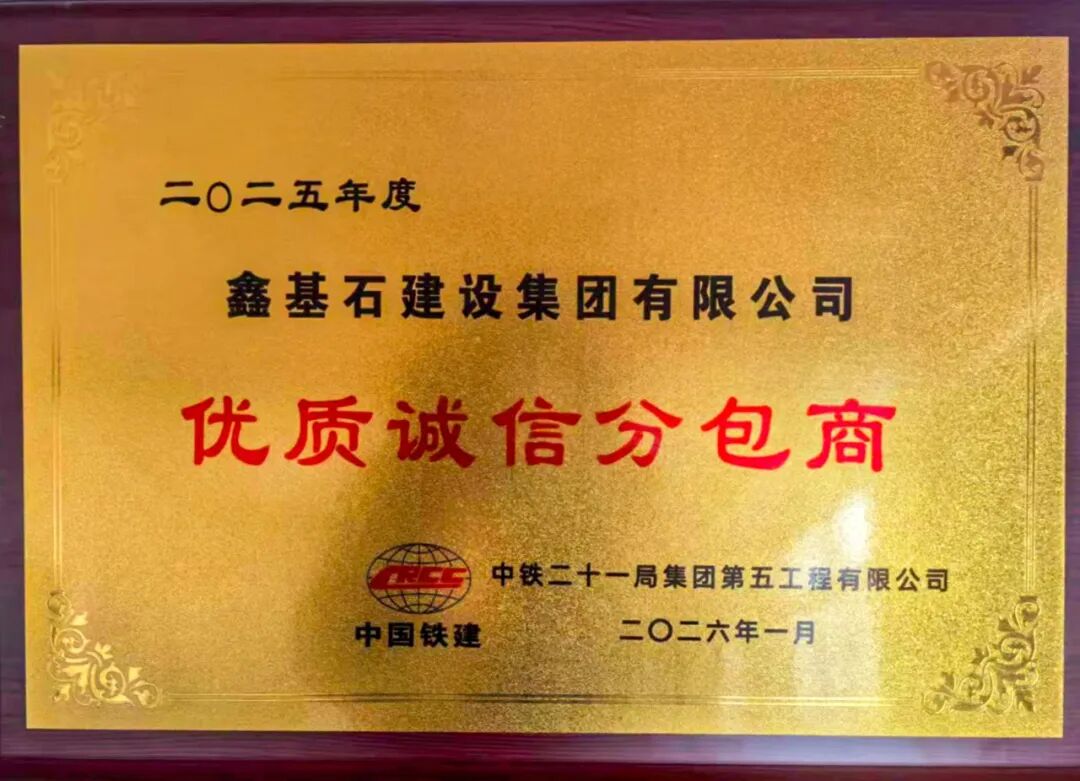 二〇二五年度
鑫基石建设集团有限公司
优质诚信分包商
CRCC
中国铁建
中铁二十一局集团第五工程有限公司
二〇二六年一月